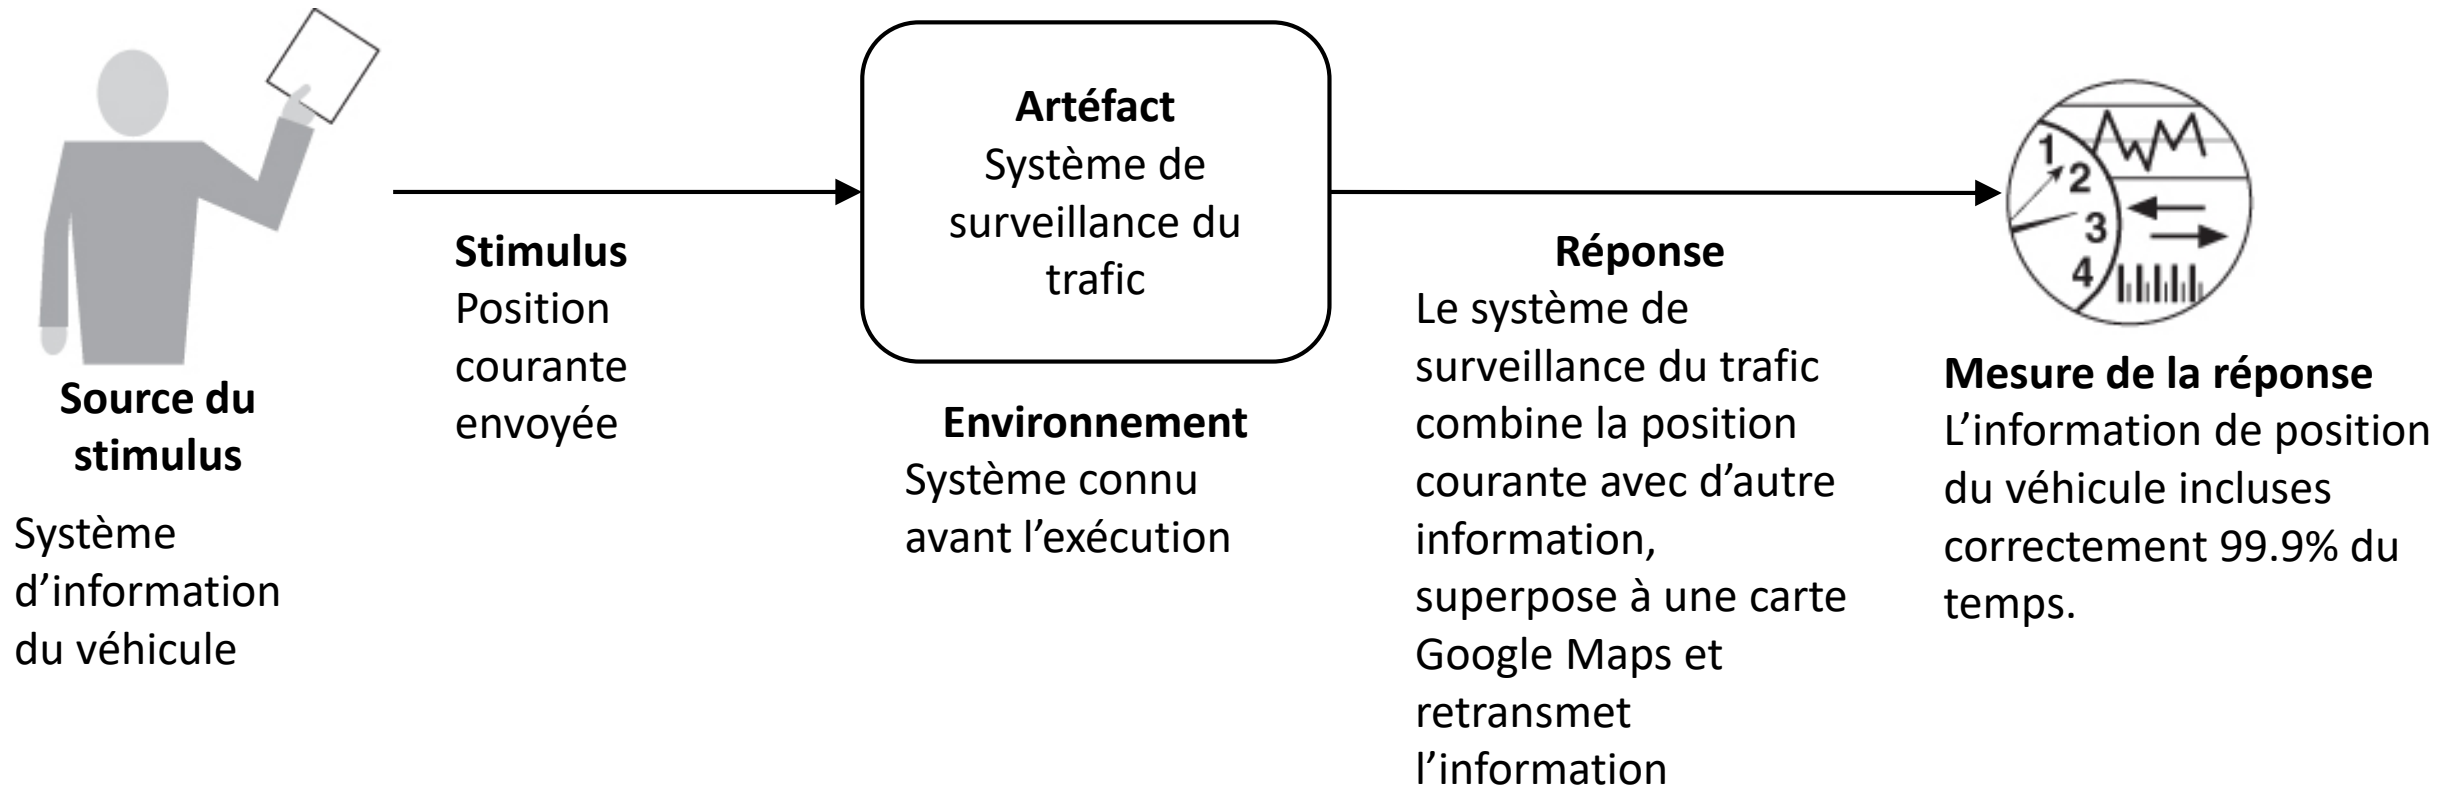 Source du
stimulus
Système
d’information
du véhicule
Stimulus
Position
courante
envoyée
Artéfact
Système de
surveillance du
trafic
Environnement
Système connu
avant l’exécution
Réponse
Le système de
surveillance du trafic
combine la position
courante avec d’autre
information,
superpose à une carte
Google Maps et
retransmet
l’information
1
2
3
4
Mesure de la réponse
L’information de position
du véhicule incluses
correctement 99.9% du
temps.